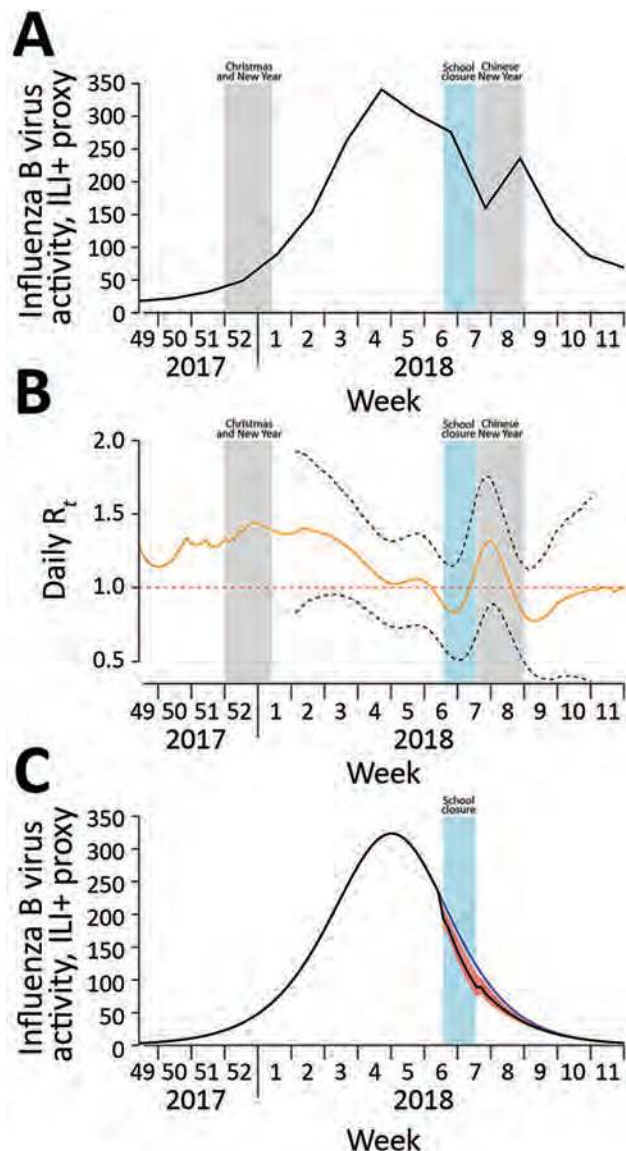 A
Christmas
and New Year
School
closure
Chinese
New Year
Influenza B virus
activity, ILI+ proxy
350
300
250
200
150
100
50
0
49 50 51 52 1 2 3 4 5 6 7 8 9 10 11
2017 2018
Week
B
Christmas
and New Year
School
closure
Chinese
New Year
Daily Rt
2.0
1.5
1.0
0.5
49 50 51 52 1 2 3 4 5 6 7 8 9 10 11
2017 2018
Week
C
School
closure
Influenza B virus
activity, ILI+ proxy
350
300
250
200
150
100
50
0
49 50 51 52 1 2 3 4 5 6 7 8 9 10 11
2017 2018
Week